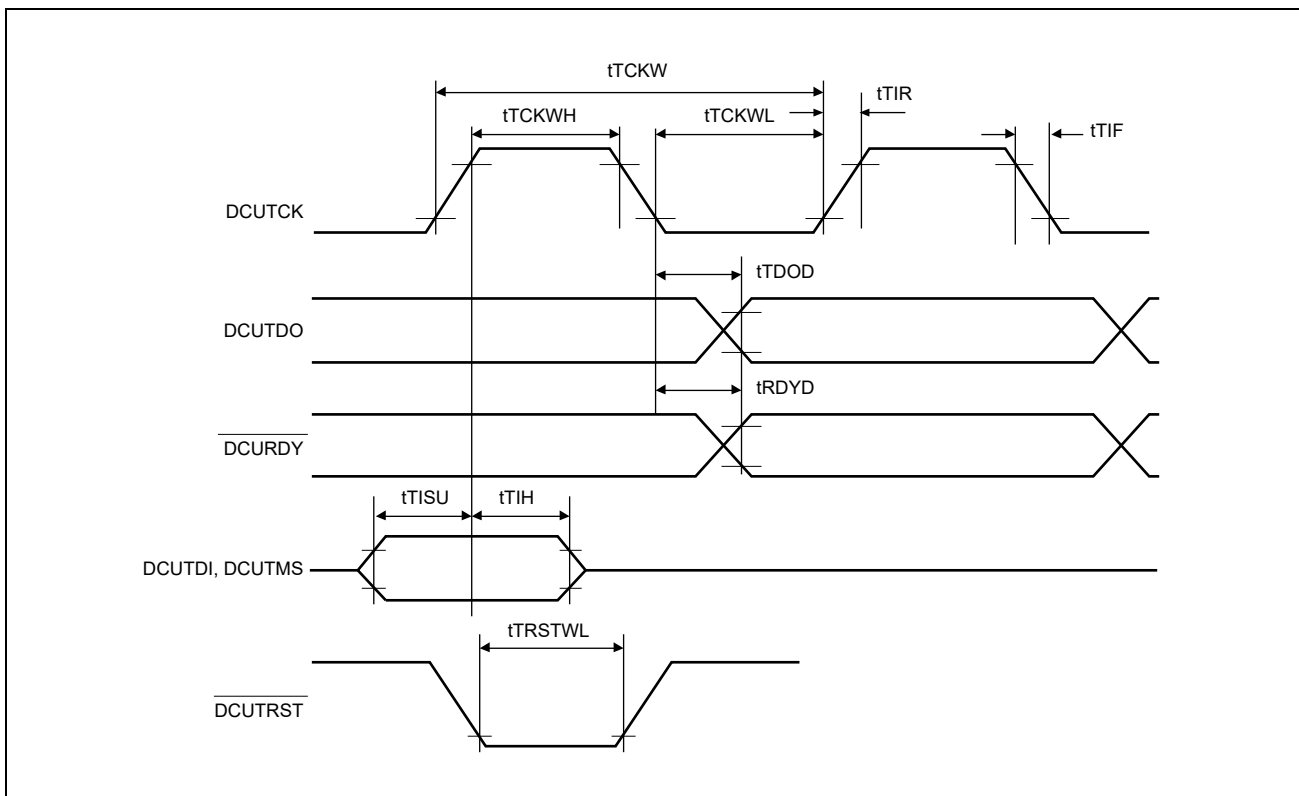 tTCKW
tTIR
tTCKWH
tTCKWL
tTIF
DCUTCK
tTDOD
DCUTDO
tRDYD
DCURDY
tTISU
tTIH
DCUTDI, DCUTMS
tTRSTWL
DCUTRST